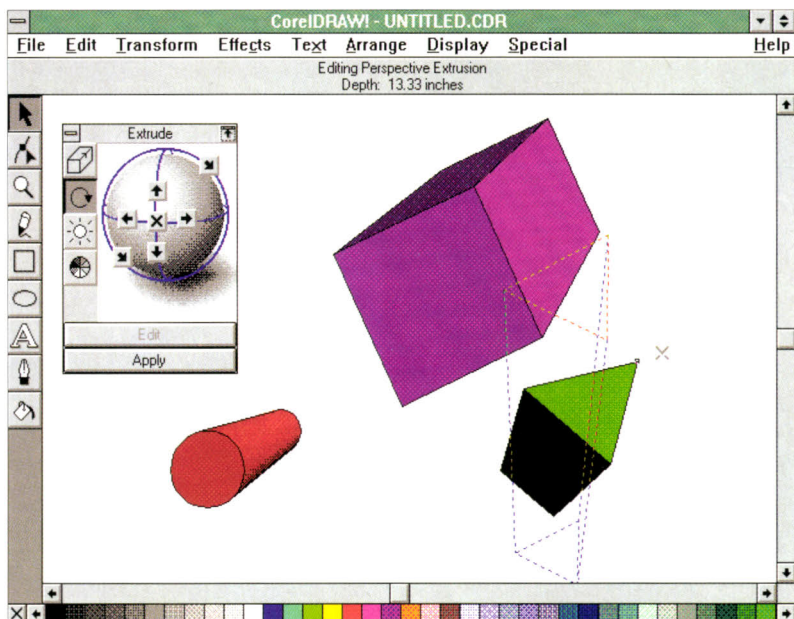 CorelDRAW! - UNTITLED.CDR
File Edit Transform Effects Text Arrange Display Special Help
Editing Perspective Extrusion
Depth: 13.33 inches
Extrude
Edit
Apply